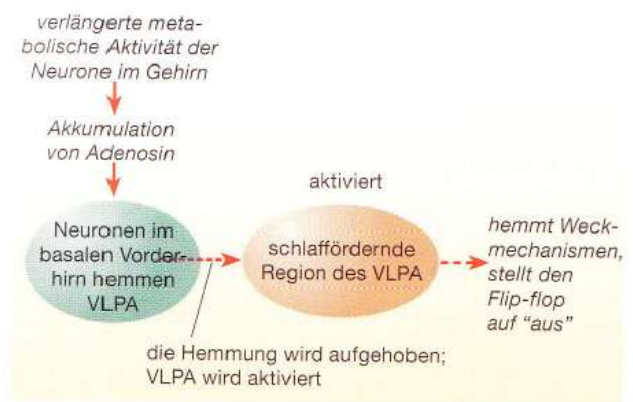 verlängerte meta-
bolische Aktivität der
Neurone im Gehirn
Akkumulation
von Adenosin
Neuronen im
basalen Vorder-
hirn hemmen
VLPA
aktiviert
schlaffördernde
Region des VLPA
hemmt Weck-
mechanismen,
stellt den
Flip-flop
auf "aus"
die Hemmung wird aufgehoben;
VLPA wird aktiviert